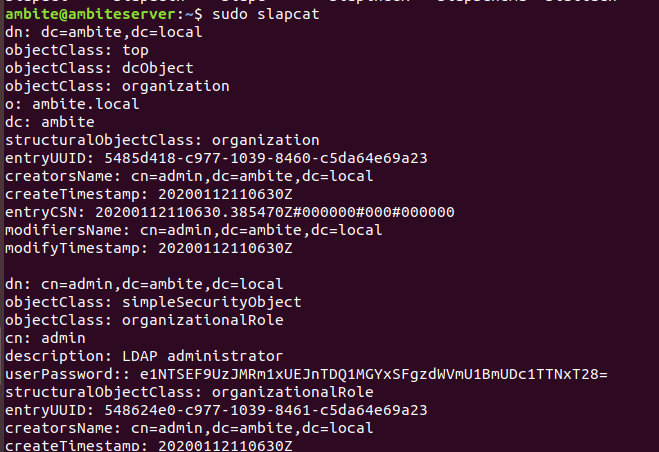 ambite@ambiteserver:~$ sudo slapcat
dn: dc=ambite,dc=local
objectClass: top
objectClass: dcObject
objectClass: organization
o: ambite.local
dc: ambite
structuralObjectClass: organization
entryUUID: 5485d418-c977-1039-8460-c5da64e69a23
creatorsName: cn=admin,dc=ambite,dc=local
createTimestamp: 20200112110630Z
entryCSN: 20200112110630.385470Z#000000#000#000000
modifiersName: cn=admin,dc=ambite,dc=local
modifyTimestamp: 20200112110630Z
dn: cn=admin,dc=ambite,dc=local
objectClass: simpleSecurityObject
objectClass: organizationalRole
cn: admin
description: LDAP administrator
userPassword:: e1NTSEF9UzJMRm1xUEJnTDQ1MGYxSFgzdWVmU1BmUDc1TTNxT28=
structuralObjectClass: organizationalRole
entryUUID: 548624e0-c977-1039-8461-c5da64e69a23
creatorsName: cn=admin,dc=ambite,dc=local
createTimestamp: 20200112110630Z